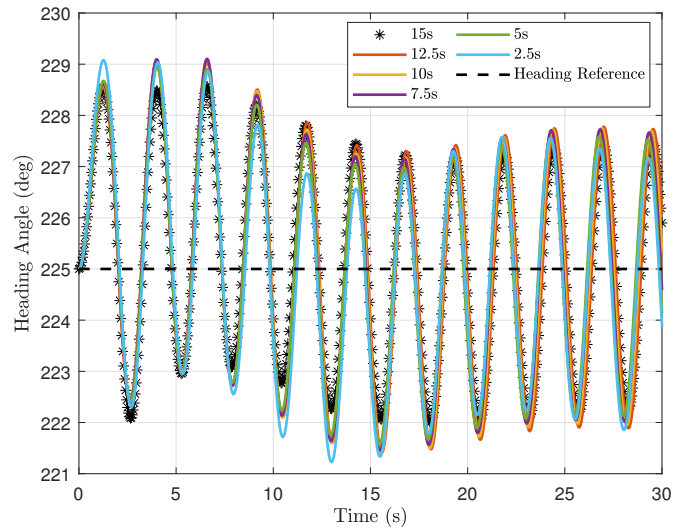 230
229
228
227
226
225
224
223
222
221
Heading Angle (deg)
15s
12.5s
10s
7.5s
5s
2.5s
Heading Reference
0 5 10 15 20 25 30
Time (s)